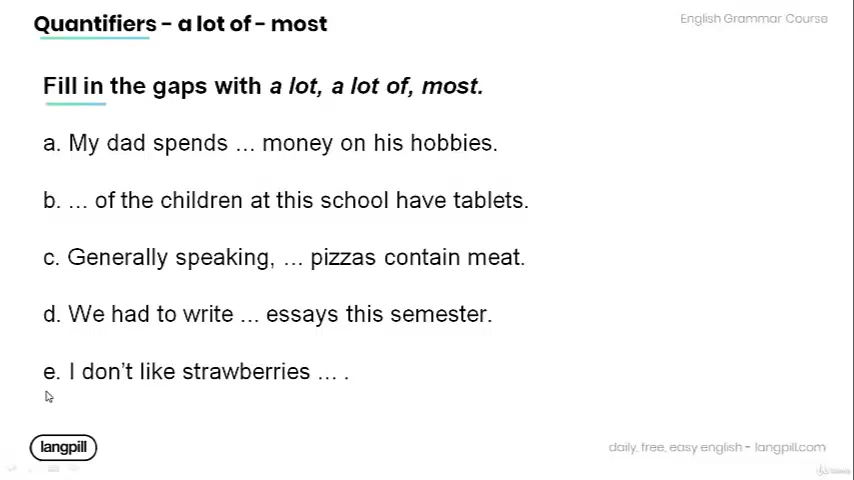 Quantifiers - a lot of - most
English Grammar Course
Fill in the gaps with a lot, a lot of, most.
a. My dad spends ... money on his hobbies.
b. ... of the children at this school have tablets.
c. Generally speaking, ... pizzas contain meat.
d. We had to write ... essays this semester.
e. I don't like strawberries ... .
langpill
daily, free, easy english - langpill.com